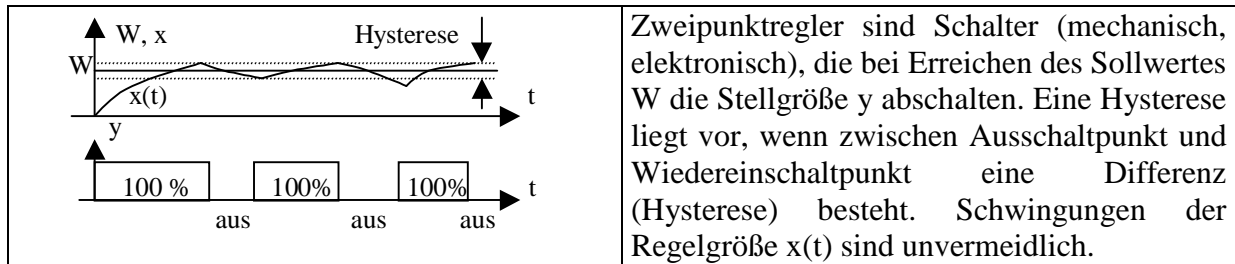 W, x
Hysterese
W
x(t)
t
y
100 %
100%
100%
t
aus
aus
aus
Zweipunktregler sind Schalter (mechanisch,
elektronisch), die bei Erreichen des Sollwertes
W die Stellgröße y abschalten. Eine Hysterese
liegt vor, wenn zwischen Ausschaltpunkt und
Wiedereinschaltpunkt eine Differenz
(Hysterese) besteht. Schwingungen der
Regelgröße x(t) sind unvermeidlich.